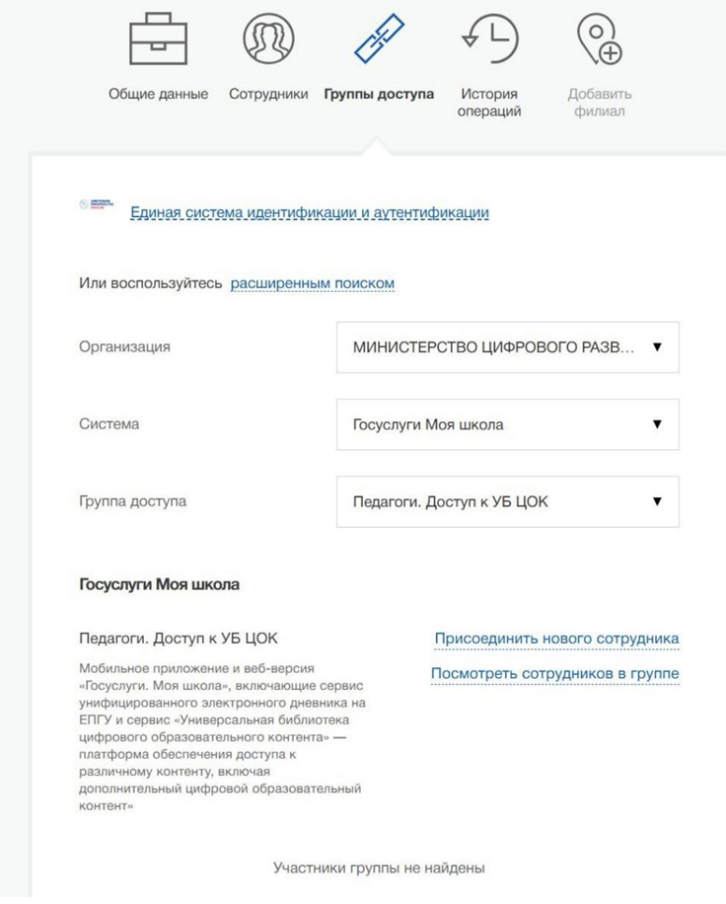 Общие данные
Сотрудники
Группы доступа
История
операций
Добавить
филиал
Единая система идентификации и аутентификации
Или воспользуйтесь расширенным поиском
Организация
МИНИСТЕРСТВО ЦИФРОВОГО РАЗВ...
Система
Госуслуги Моя школа
Группа доступа
Педагоги. Доступ к УБ ЦОК
Госуслуги Моя школа
Педагоги. Доступ к УБ ЦОК
Присоединить нового сотрудника
Посмотреть сотрудников в группе
Мобильное приложение и веб-версия
«Госуслуги. Моя школа», включающие сервис
унифицированного электронного дневника на
ЕПГУ и сервис «Универсальная библиотека
цифрового образовательного контента» —
платформа обеспечения доступа к
различному контенту, включая
дополнительный цифровой образовательный
контент»
Участники группы не найдены